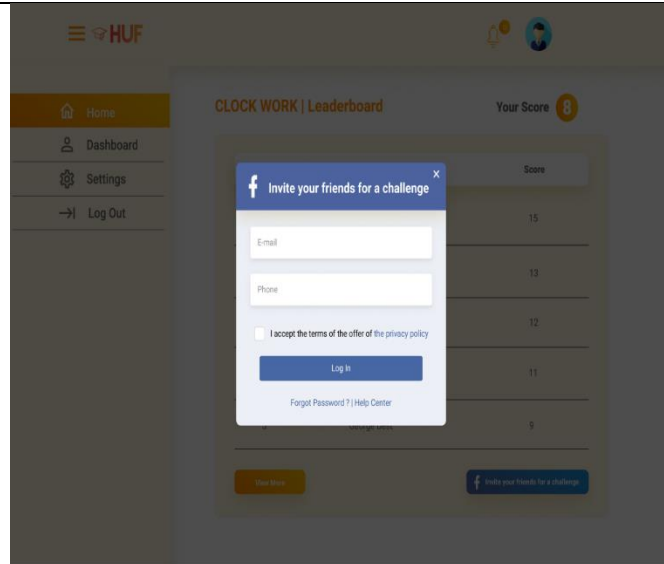 HUF
Home
Dashboard
Settings
Log Out
CLOCK WORK | Leaderboard
Your Score 8
Score
15
13
12
11
9
View More
Invite your friends for a challenge
Invite your friends for a challenge
X
E-mail
Phone
I accept the terms of the offer of the privacy policy
Log In
Forgot Password ? | Help Center